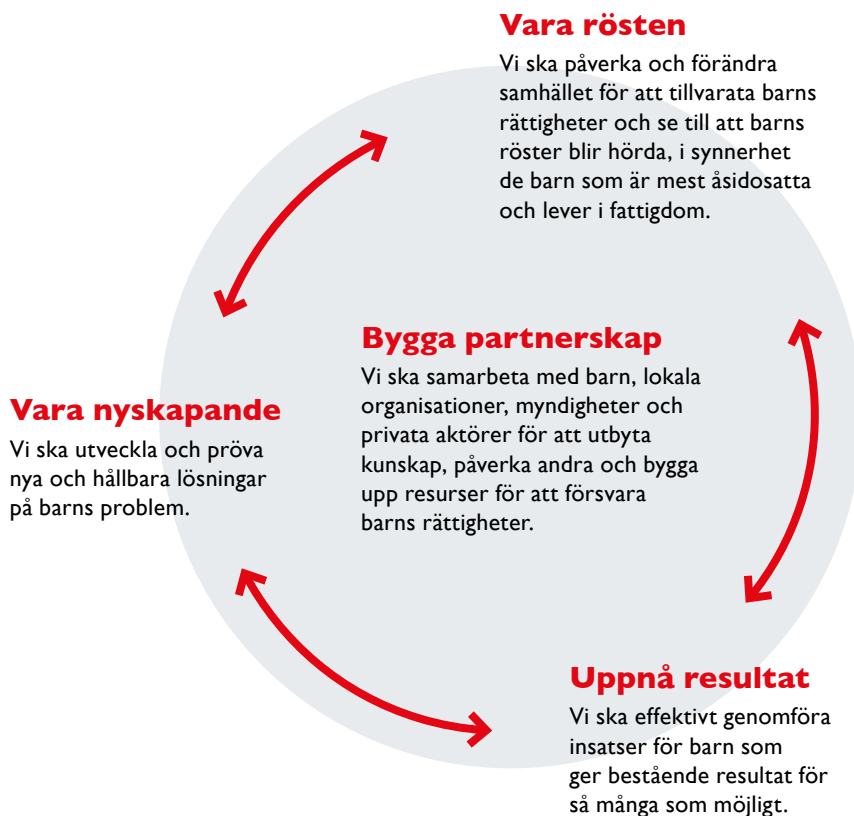 Vara rösten
Vi ska påverka och förändra
samhället för att tillvarata barns
rättigheter och se till att barns
röster blir hörda, i synnerhet
de barn som är mest åsidosatta
och lever i fattigdom.
Bygga partnerskap
Vi ska samarbeta med barn, lokala
organisationer, myndigheter och
privata aktörer för att utbyta
kunskap, påverka andra och bygga
upp resurser för att försvara
barns rättigheter.
Vara nyskapande
Vi ska utveckla och pröva
nya och hållbara lösningar
på barns problem.
Uppnå resultat
Vi ska effektivt genomföra
insatser för barn som
ger bestående resultat för
så många som möjligt.